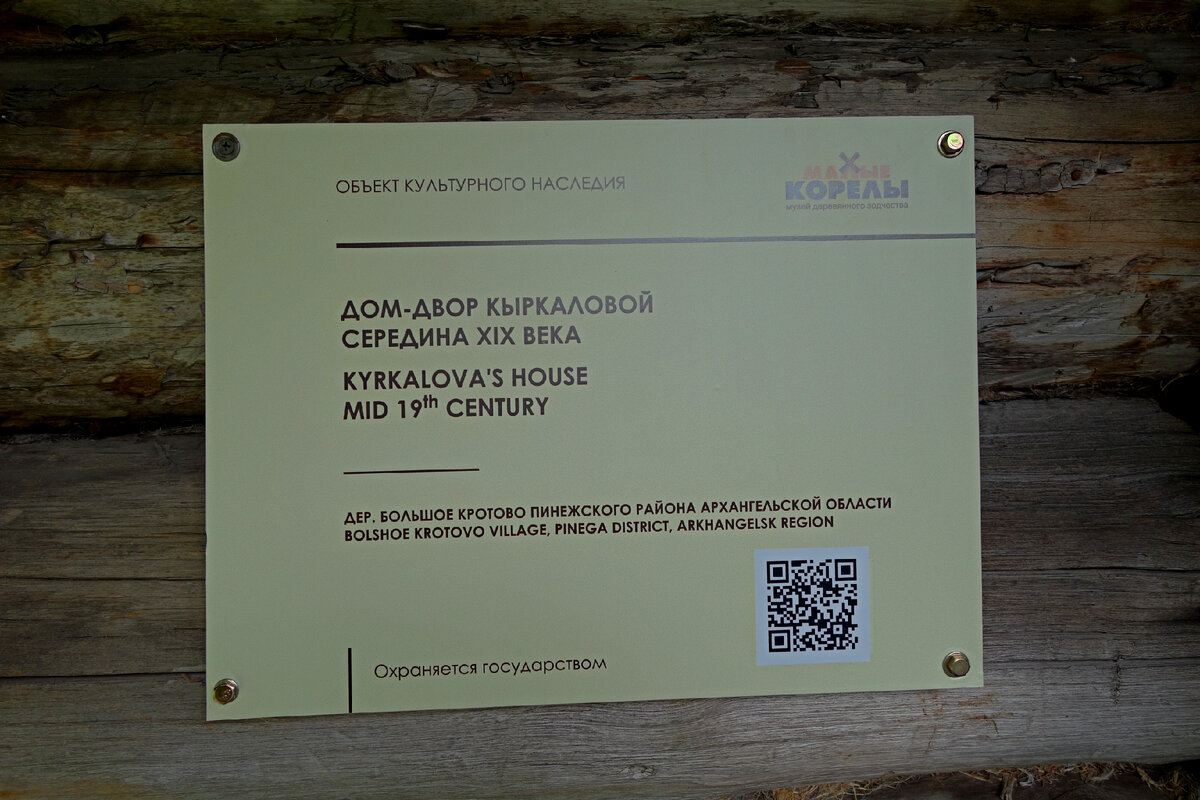 ОБЪЕКТ КУЛЬТУРНОГО НАСЛЕДИЯ
МАЛЫЕ
КОРЕЛЫ
музей деревянного зодчества
ДОМ-ДВОР КЫРКАЛОВОЙ
СЕРЕДИНА XIX ВЕКА
KYRKALOVA'S HOUSE
MID 19th CENTURY
ДЕР. БОЛЬШОЕ КРОТОВО ПИНЕЖСКОГО РАЙОНА АРХАНГЕЛЬСКОЙ ОБЛАСТИ
BOLSHOE KROTOVO VILLAGE, PINEGA DISTRICT, ARKHANGELSK REGION
Охраняется государством